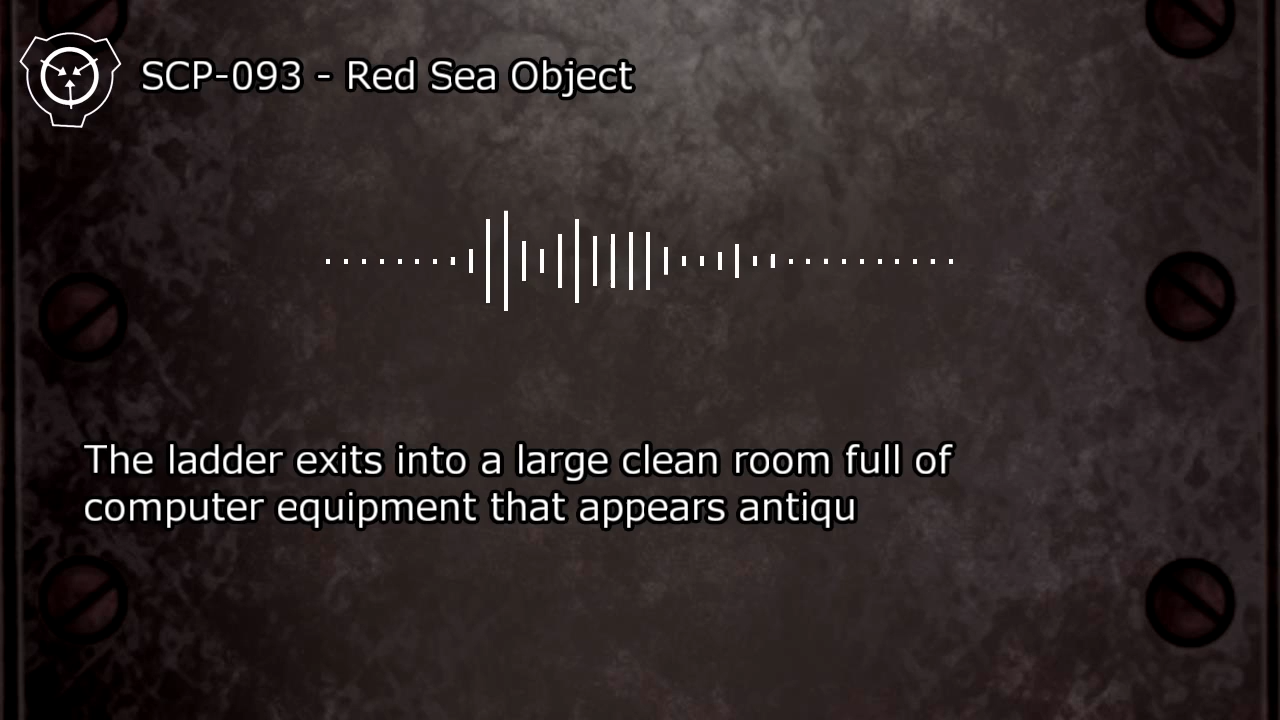 SCP-093 - Red Sea Object
The ladder exits into a large clean room full of
computer equipment that appears antiqu